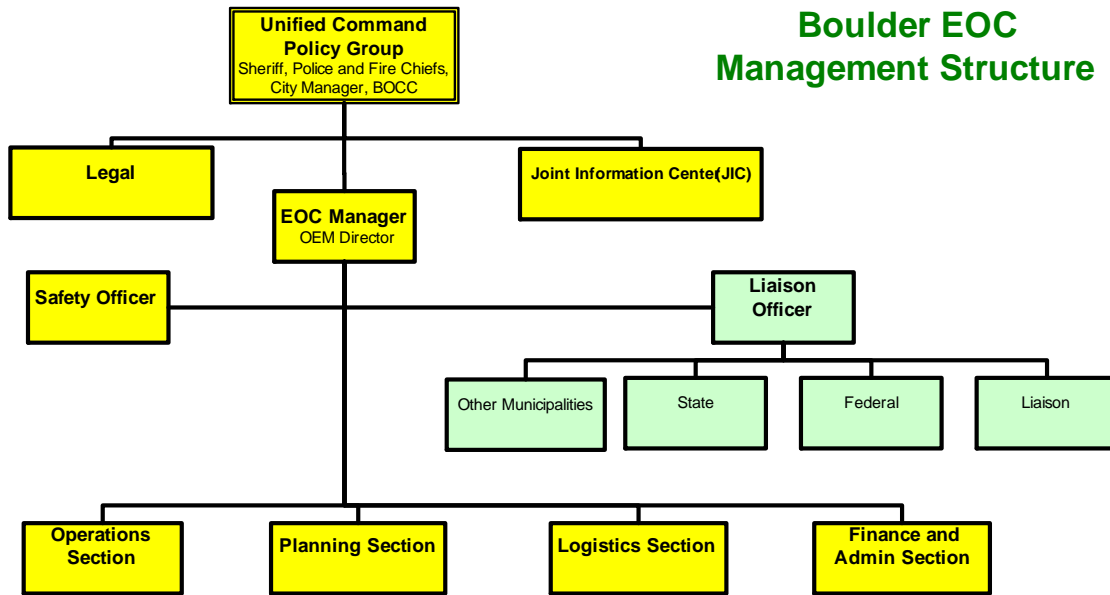 Boulder EOC
Management Structure
Unified Command
Policy Group
Sheriff, Police and Fire Chiefs,
City Manager, BOCC
Legal
Joint Information Center(JIC)
EOC Manager
OEM Director
Safety Officer
Liaison
Officer
Other Municipalities
State
Federal
Liaison
Operations
Section
Planning Section
Logistics Section
Finance and
Admin Section